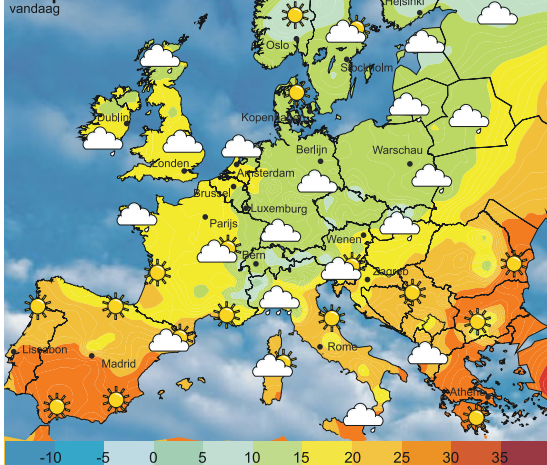 vandaag
Helsinki
Oslo
Stockholm
Kopenhagen
Dublin
Berlijn
Warschau
Londen
Amsterdam
Brussel
Luxemburg
Parijs
Wenen
Bern
Zagreb
Lissabon
Madrid
Rome
Athene
-10 -5 0 5 10 15 20 25 30 35